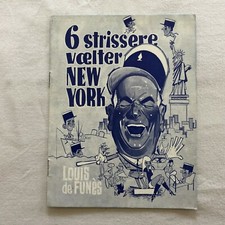 6 strissere
vælter
NEW
YORK
LOUIS
de FUNÈS